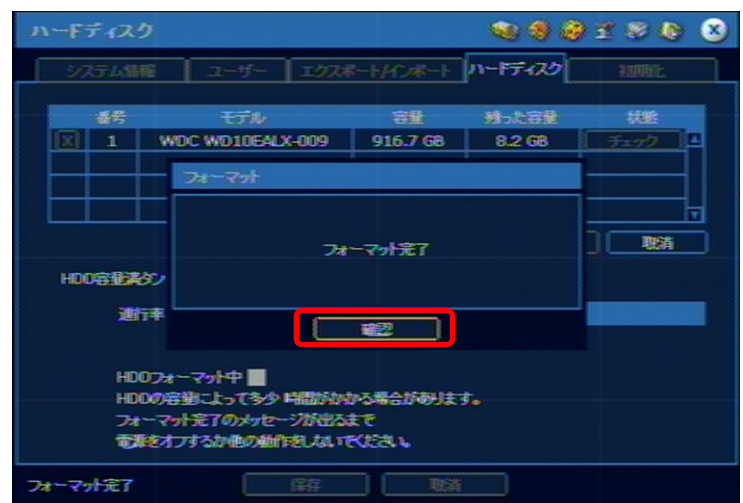 ハードディスク
システム情報 ユーザー エクスポート/インポート ハードディスク 初期化
番号 モデル 容量 残った容量 状態
X 1 WDC WD10EALX-009 916.7 GB 8.2 GB チェック
フォーマット
フォーマット完了
取消
HDD容量満タン
進行率
確認
HDDフォーマット中
HDDの容量によって多少 時間がかかる場合があります。
フォーマット完了のメッセージが出るまで
電源をオフするか他の動作をしないでください。
フォーマット完了 保存 取消